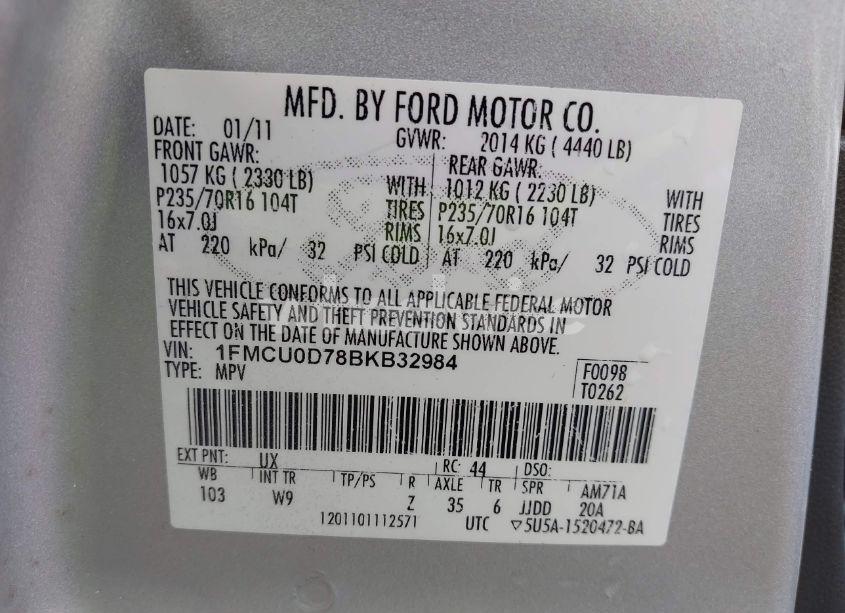 MFD. BY FORD MOTOR CO.
DATE: 01/11 GVWR: 2014 KG ( 4440 LB)
FRONT GAWR: REAR GAWR:
1057 KG ( 2330 LB) WITH 1012 KG ( 2230 LB) WITH
P235/70R16 104T TIRES P235/70R16 104T TIRES
16x7.0J RIMS 16x7.0J RIMS
AT 220 kPa/ 32 PSI COLD AT 220 kPa/ 32 PSI COLD
THIS VEHICLE CONFORMS TO ALL APPLICABLE FEDERAL MOTOR
VEHICLE SAFETY AND THEFT PREVENTION STANDARDS IN
EFFECT ON THE DATE OF MANUFACTURE SHOWN ABOVE.
VIN: 1FMCU0D78BKB32984
TYPE: MPV F0098
T0262
EXT PNT: UX RC: 44 DSO:
WB INT TR TP/PS R AXLE TR SPR AM71A
103 W9 Z 35 6 JJDD 20A
1201101112571 UTC ▽5U5A-1520472-BA